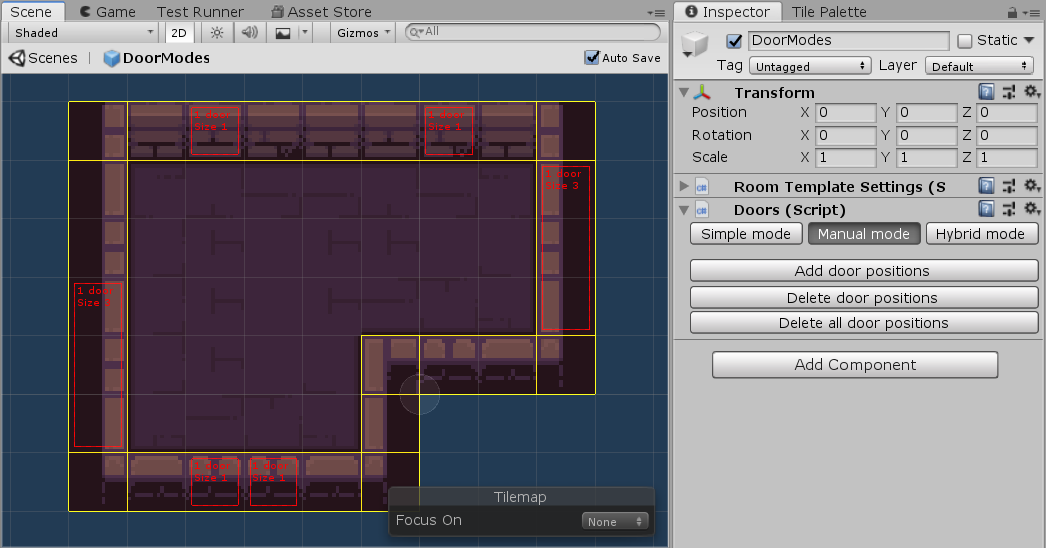 Scene Game Test Runner Asset Store
Shaded 2D Gizmos All
Scenes DoorModes Auto Save
1 door
Size 1
1 door
Size 1
1 door
Size 3
1 door
Size
1 door
Size 1
1 door
Size 1
Tilemap
Focus On None
Inspector Tile Palette
DoorModes Static
Tag Untagged Layer Default
Transform
Position X 0 Y 0 Z 0
Rotation X 0 Y 0 Z 0
Scale X 1 Y 1 Z 1
Room Template Settings (S
Doors (Script)
Simple mode Manual mode Hybrid mode
Add door positions
Delete door positions
Delete all door positions
Add Component